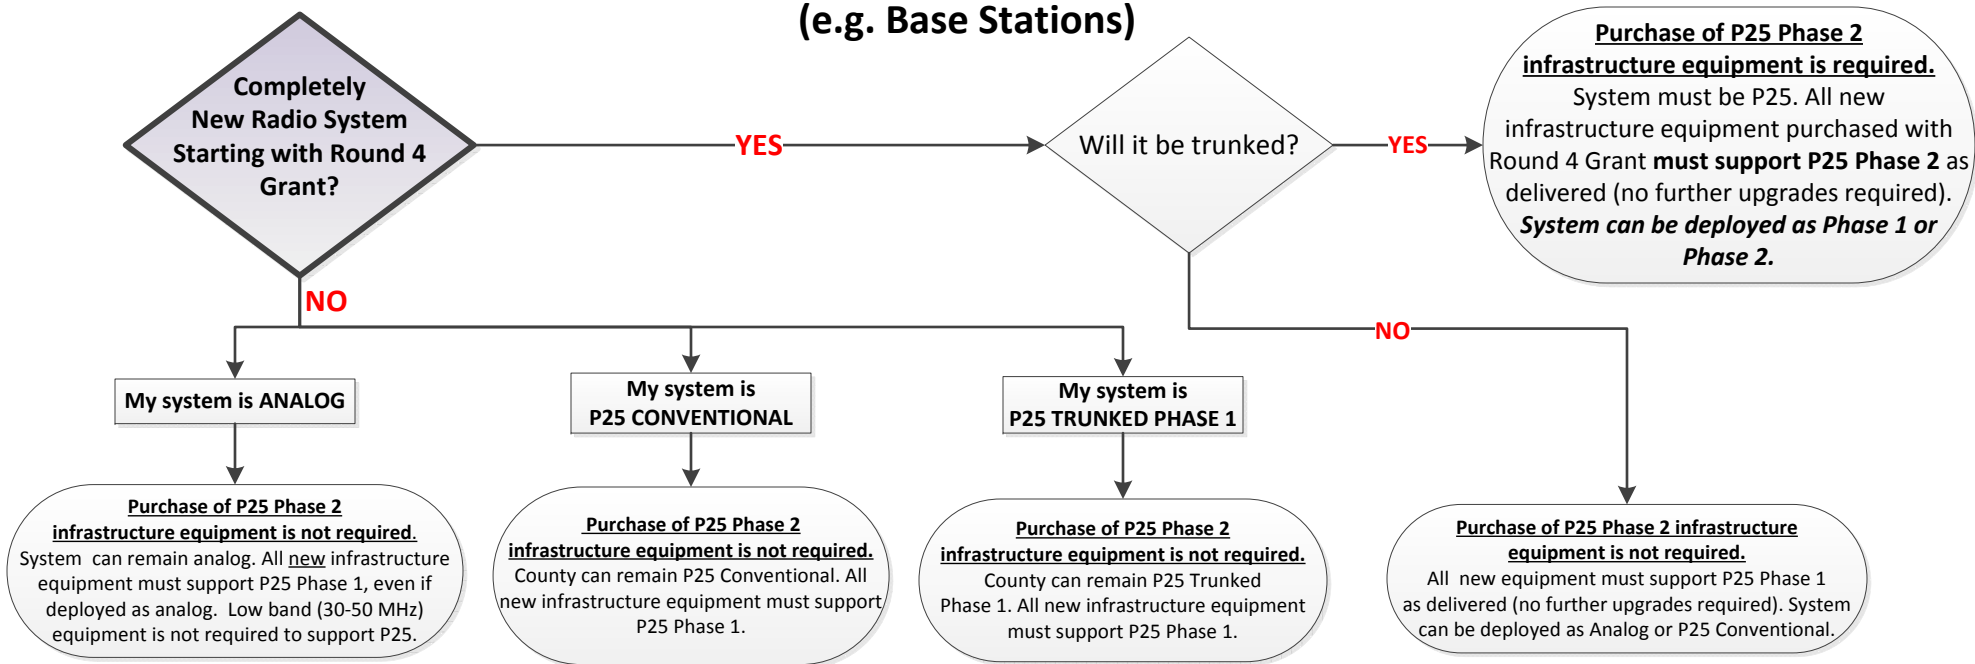 (e.g. Base Stations)
Completely
New Radio System
Starting with Round 4
Grant?
YES
Will it be trunked?
YES
Purchase of P25 Phase 2
infrastructure equipment is required.
System must be P25. All new
infrastructure equipment purchased with
Round 4 Grant must support P25 Phase 2 as
delivered (no further upgrades required).
System can be deployed as Phase 1 or
Phase 2.
NO
NO
My system is ANALOG
My system is
P25 CONVENTIONAL
My system is
P25 TRUNKED PHASE 1
Purchase of P25 Phase 2
infrastructure equipment is not required.
System can remain analog. All new infrastructure
equipment must support P25 Phase 1, even if
deployed as analog. Low band (30-50 MHz)
equipment is not required to support P25.
Purchase of P25 Phase 2
infrastructure equipment is not required.
County can remain P25 Conventional. All
new infrastructure equipment must support
P25 Phase 1.
Purchase of P25 Phase 2
infrastructure equipment is not required.
County can remain P25 Trunked
Phase 1. All new infrastructure equipment
must support P25 Phase 1.
Purchase of P25 Phase 2 infrastructure
equipment is not required.
All new equipment must support P25 Phase 1
as delivered (no further upgrades required). System
can be deployed as Analog or P25 Conventional.